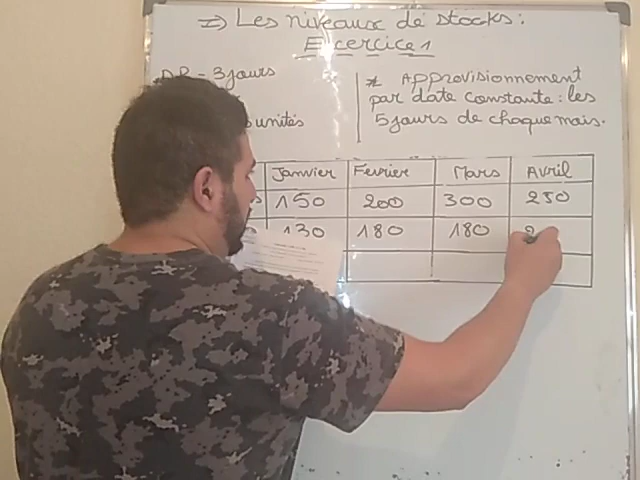 I) Les niveaux de stocks:
Exercice 1
DR = 3 jours
unités
* Approvisionnement
par date constante: les
5 jours de chaque mais.
Janvier Fevrier Mars Avril
150 200 300 250
130 180 180